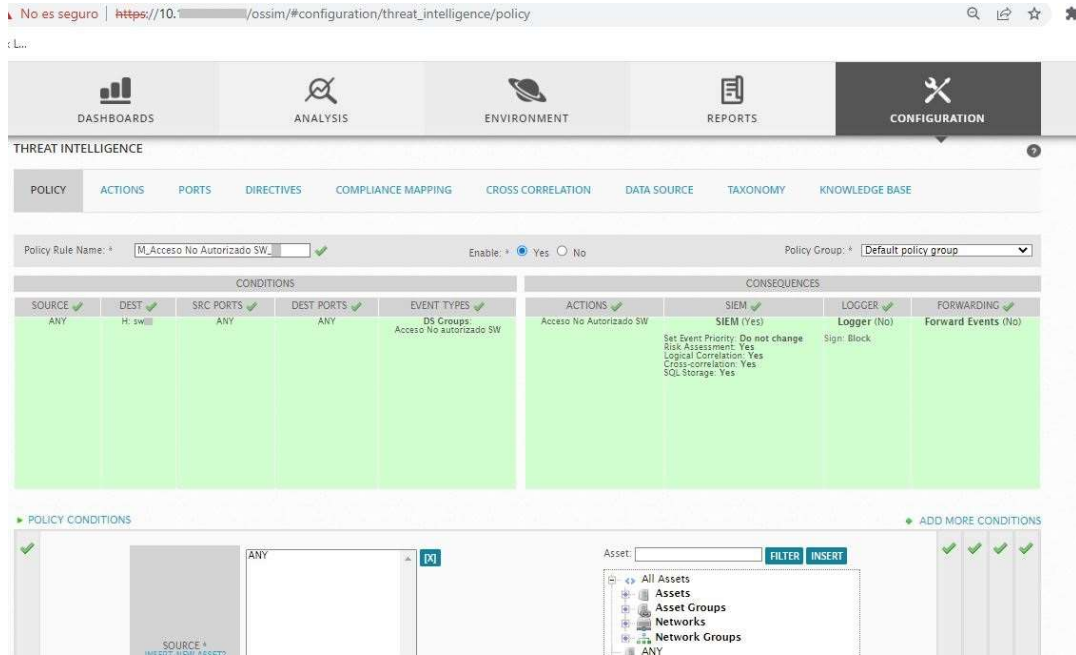 No es seguro | https://10.1 /ossim/#configuration/threat_intelligence/policy
L...
DASHBOARDS
ANALYSIS
ENVIRONMENT
REPORTS
CONFIGURATION
THREAT INTELLIGENCE
POLICY ACTIONS PORTS DIRECTIVES COMPLIANCE MAPPING CROSS CORRELATION DATA SOURCE TAXONOMY KNOWLEDGE BASE
Policy Rule Name: * M_Acceso No Autorizado SW_ Enable: * Yes No Policy Group: * Default policy group
CONDITIONS
SOURCE DEST SRC PORTS DEST PORTS EVENT TYPES
ANY H: sw ANY ANY DS Groups:
Acceso No autorizado SW
CONSEQUENCES
ACTIONS SIEM LOGGER FORWARDING
Acceso No Autorizado SW SIEM (Yes) Logger (No) Forward Events (No)
Set Event Priority: Do not change Sign: Block
Risk Assessment: Yes
Logical Correlation: Yes
Cross-correlation: Yes
SQL Storage: Yes
POLICY CONDITIONS
ADD MORE CONDITIONS
SOURCE *
INSERT NEW ASSET?
ANY
[X]
Asset: FILTER INSERT
All Assets
Assets
Asset Groups
Networks
Network Groups
ANY